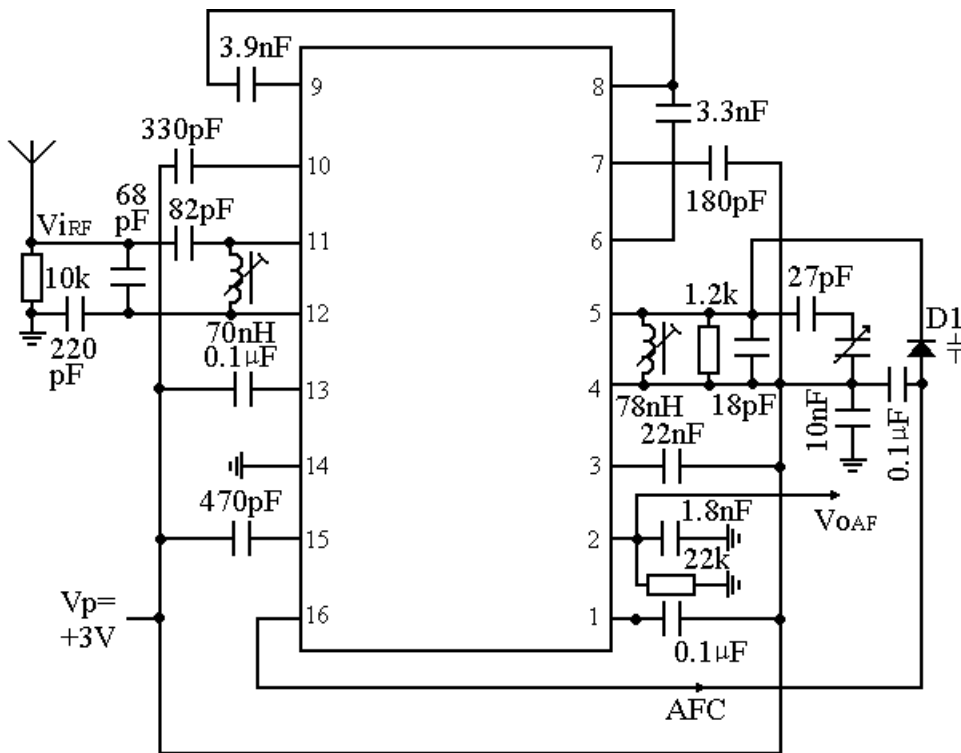 3.9nF
9
8
3.3nF
330pF
10
7
180pF
68
pF
82pF
ViRF
11
6
10k
27pF
1.2k
12
5
D1
220
pF
70nH
0.1µF
13
4
78nH
18pF
10nF
0.1µF
22nF
14
3
470pF
VoAF
1.8nF
15
2
22k
Vp=
+3V
16
1
0.1µF
AFC